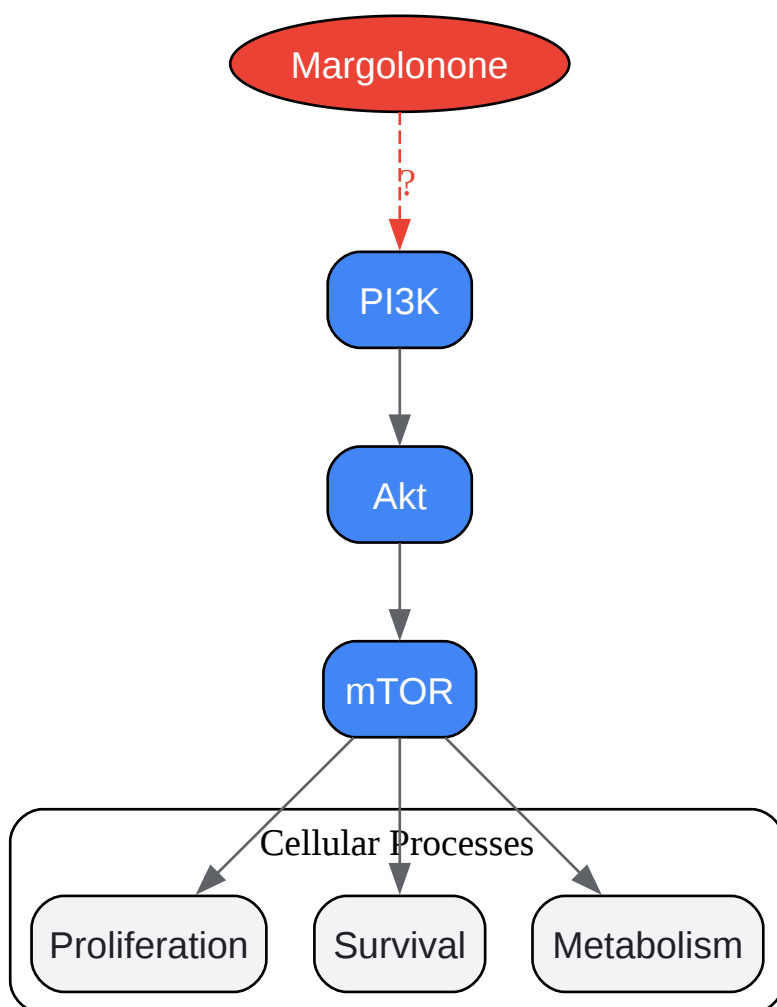 Margolonone
?
PI3K
Akt
mTOR
Cellular Processes
Proliferation
Survival
Metabolism